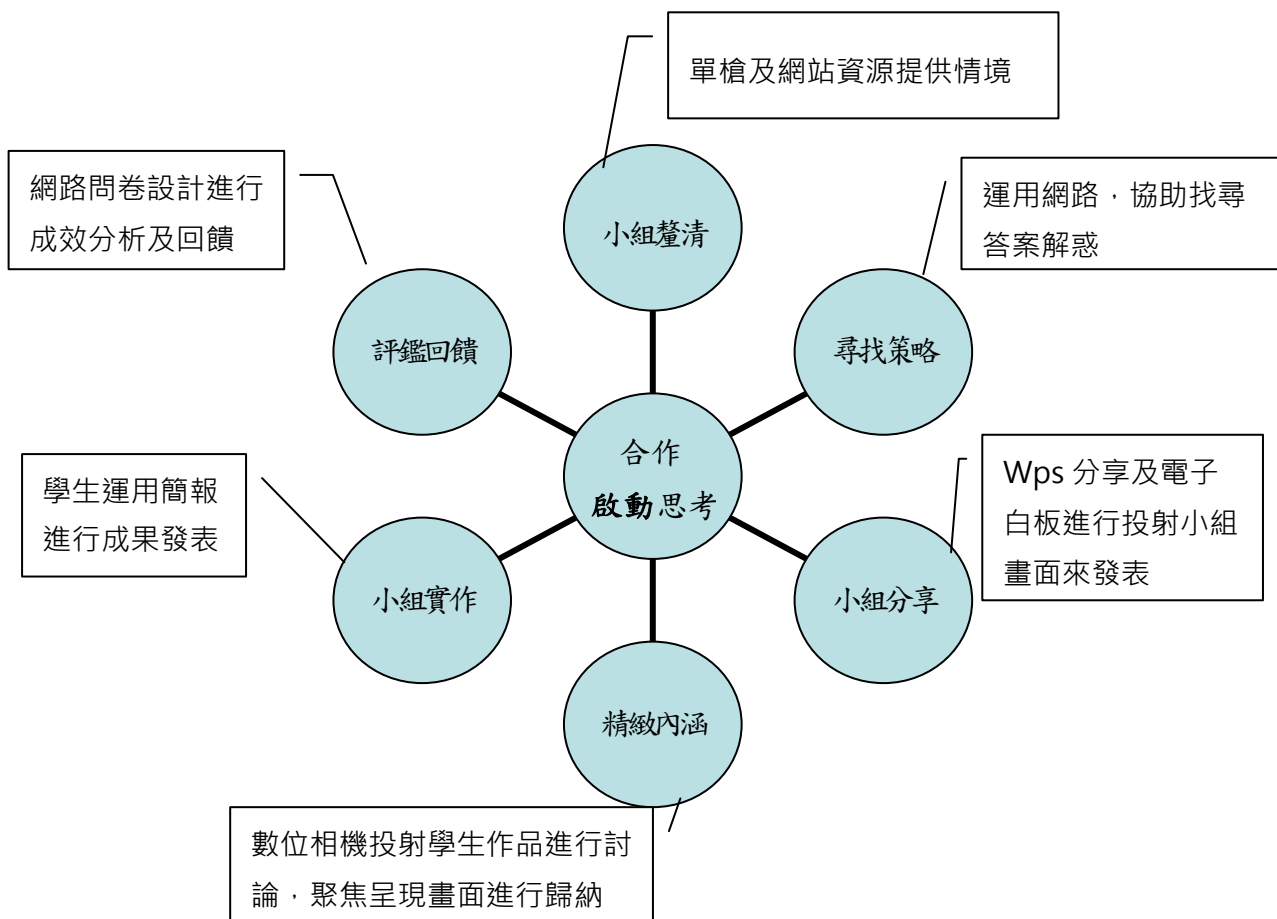 單槍及網站資源提供情境
小組釐清
網路問卷設計進行
成效分析及回饋
運用網路，協助找尋
答案解惑
評鑑回饋
尋找策略
合作
啟動思考
學生運用簡報
進行成果發表
Wps 分享及電子
白板進行投射小組
畫面來發表
小組實作
小組分享
精緻內涵
數位相機投射學生作品進行討
論，聚焦呈現畫面進行歸納